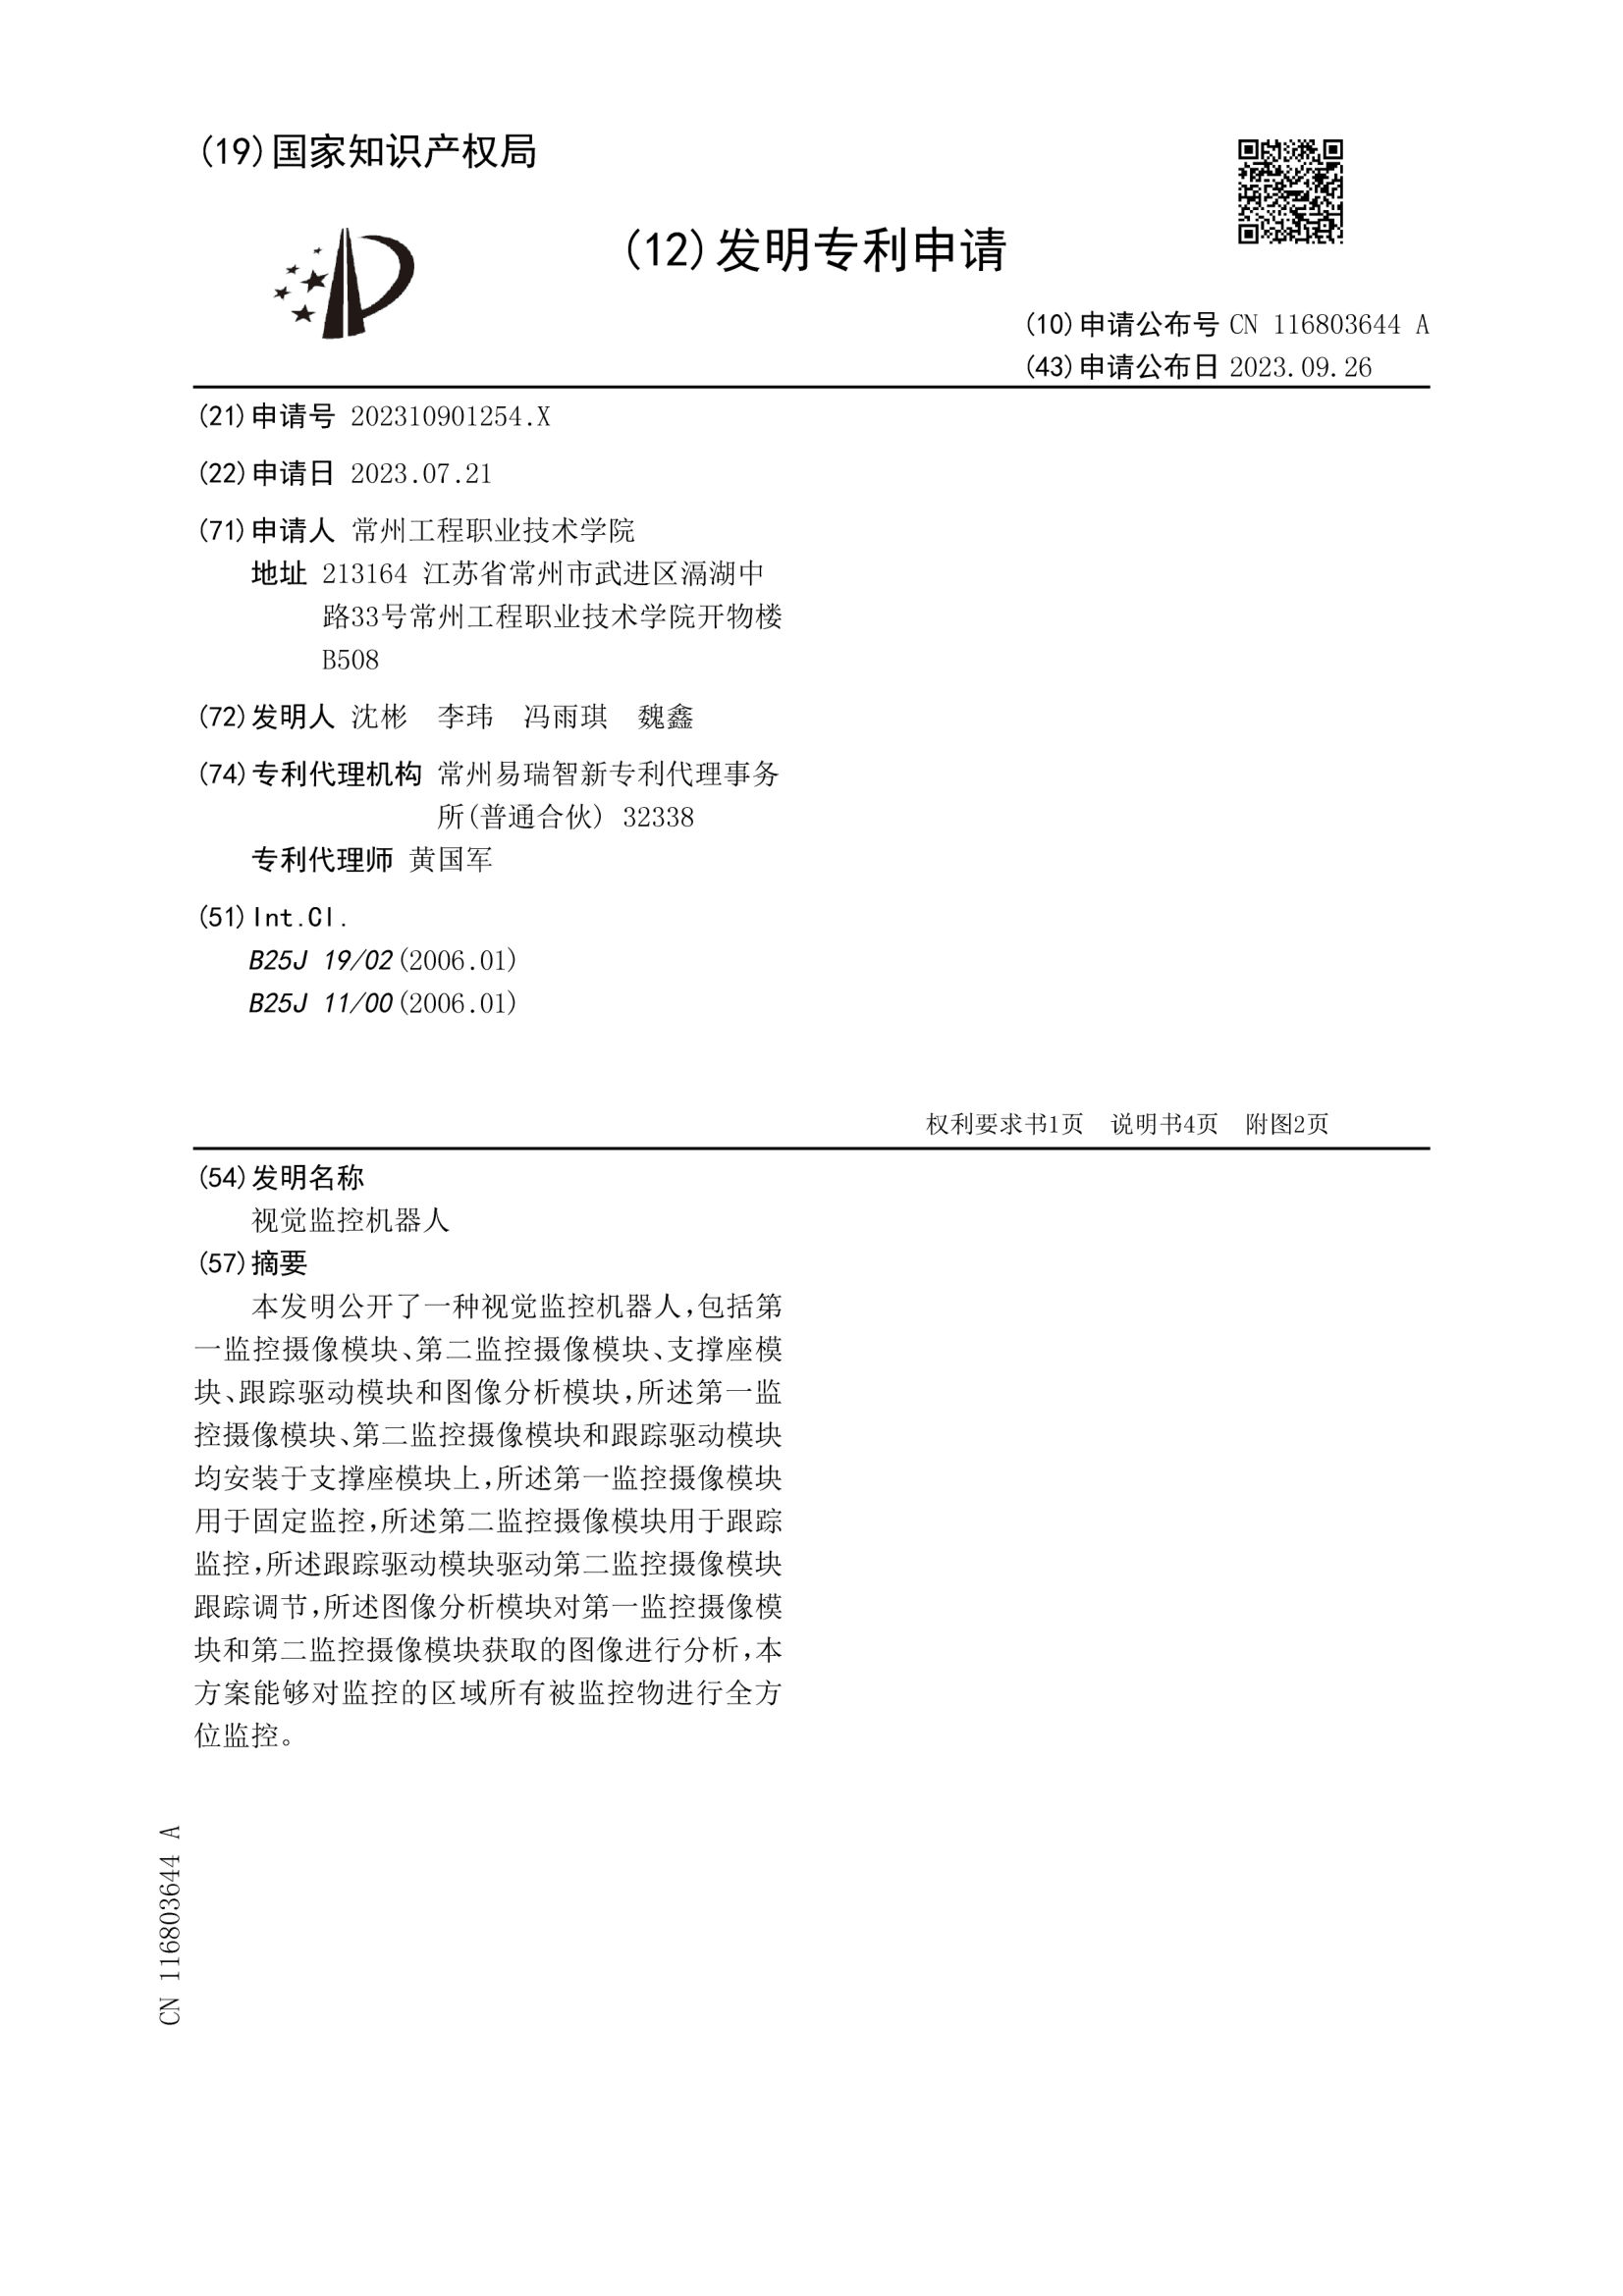 (19)国家知识产权局
(12)发明专利申请
(10)申请公布号 CN 116803644 A
(43)申请公布日 2023.09.26
(21)申请号 202310901254.X
(22)申请日 2023.07.21
(71)申请人 常州工程职业技术学院
地址 213164 江苏省常州市武进区滆湖中
路33号常州工程职业技术学院开物楼
B508
(72)发明人 沈彬　李玮　冯雨琪　魏鑫
(74)专利代理机构 常州易瑞智新专利代理事务
所(普通合伙) 32338
专利代理师 黄国军
(51)Int.Cl.
B25J 19/02(2006.01)
B25J 11/00(2006.01)
权利要求书1页　说明书4页　附图2页
(54)发明名称
视觉监控机器人
(57)摘要
本发明公开了一种视觉监控机器人,包括第
一监控摄像模块、第二监控摄像模块、支撑座模
块、跟踪驱动模块和图像分析模块,所述第一监
控摄像模块、第二监控摄像模块和跟踪驱动模块
均安装于支撑座模块上,所述第一监控摄像模块
用于固定监控,所述第二监控摄像模块用于跟踪
监控,所述跟踪驱动模块驱动第二监控摄像模块
跟踪调节,所述图像分析模块对第一监控摄像模
块和第二监控摄像模块获取的图像进行分析,本
方案能够对监控的区域所有被监控物进行全方
位监控。
CN 116803644 A